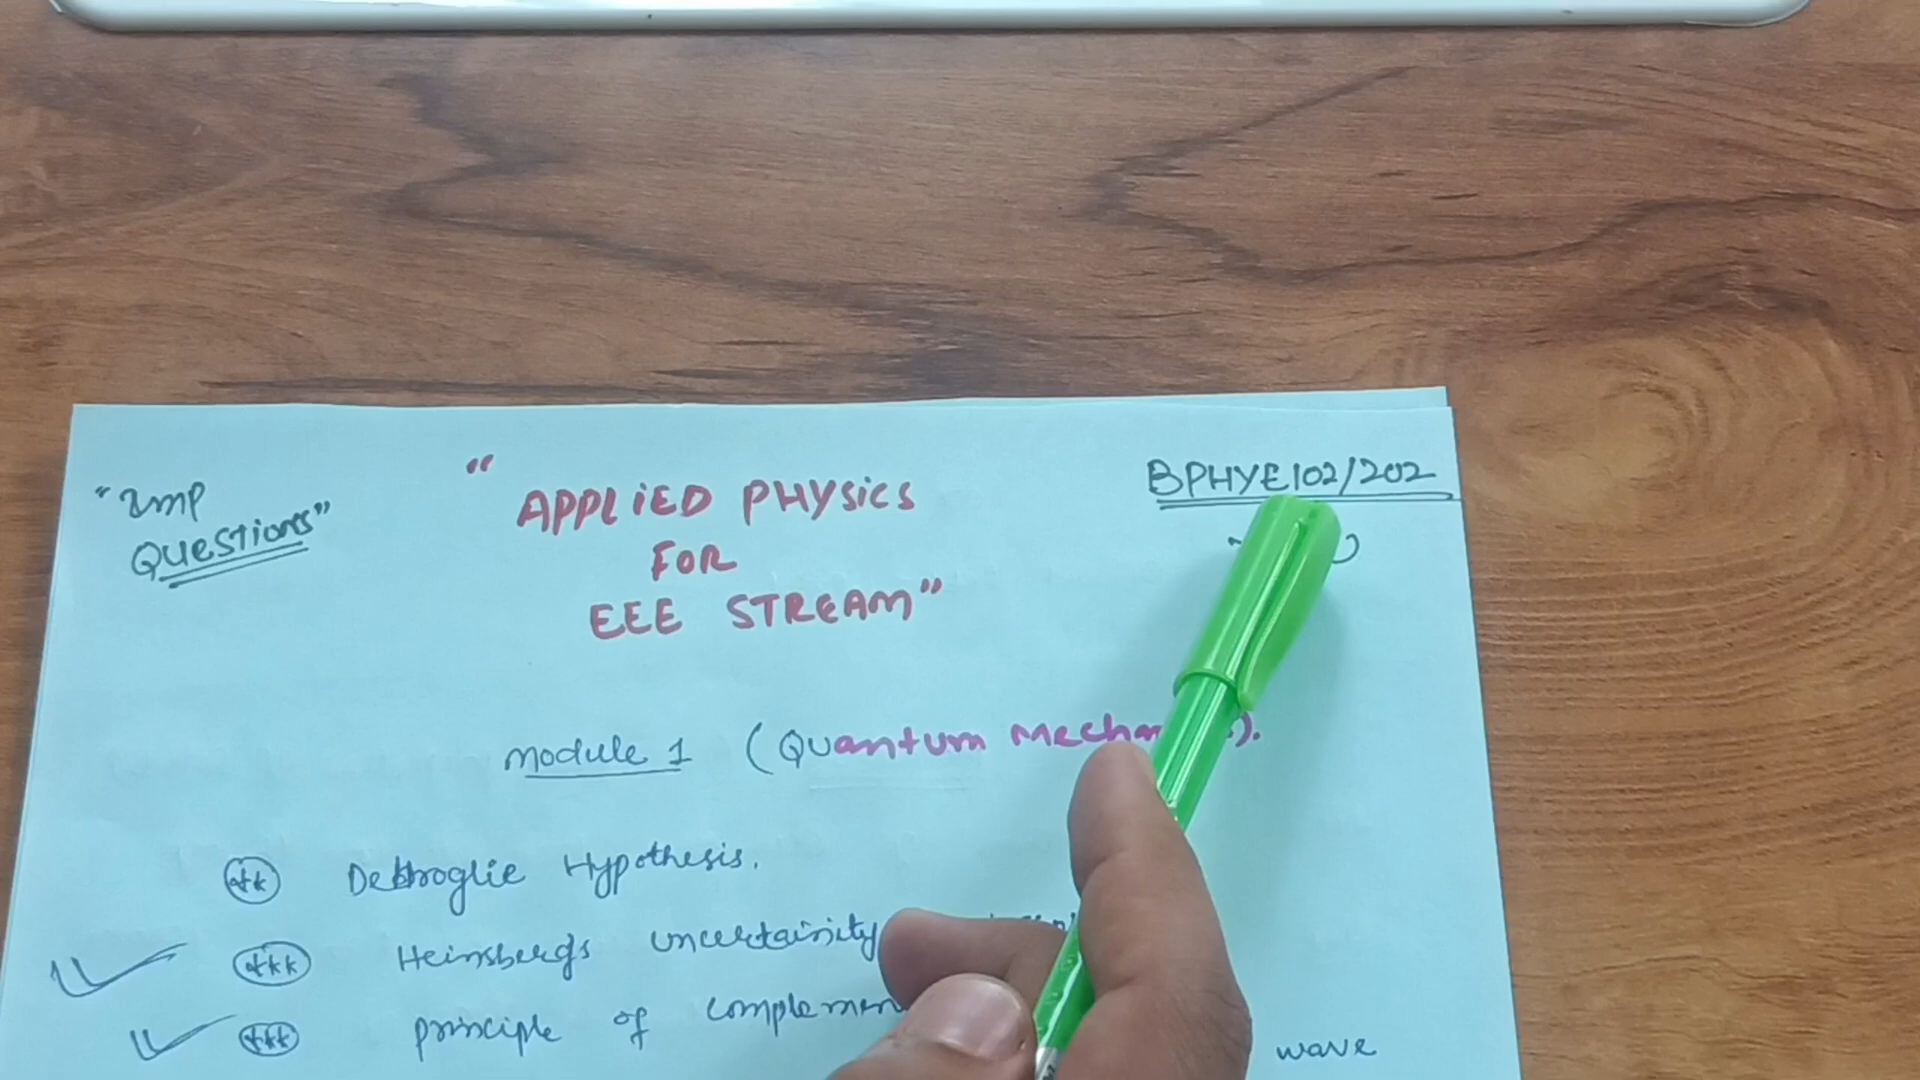 "Imp
Questions"
"APPLIED PHYSICS
FOR
EEE STREAM"
BPHYE102/202
Module 1 (Quantum
Debroglie Hypothesis.
Heinsbergs uncertainity
principle of
wave